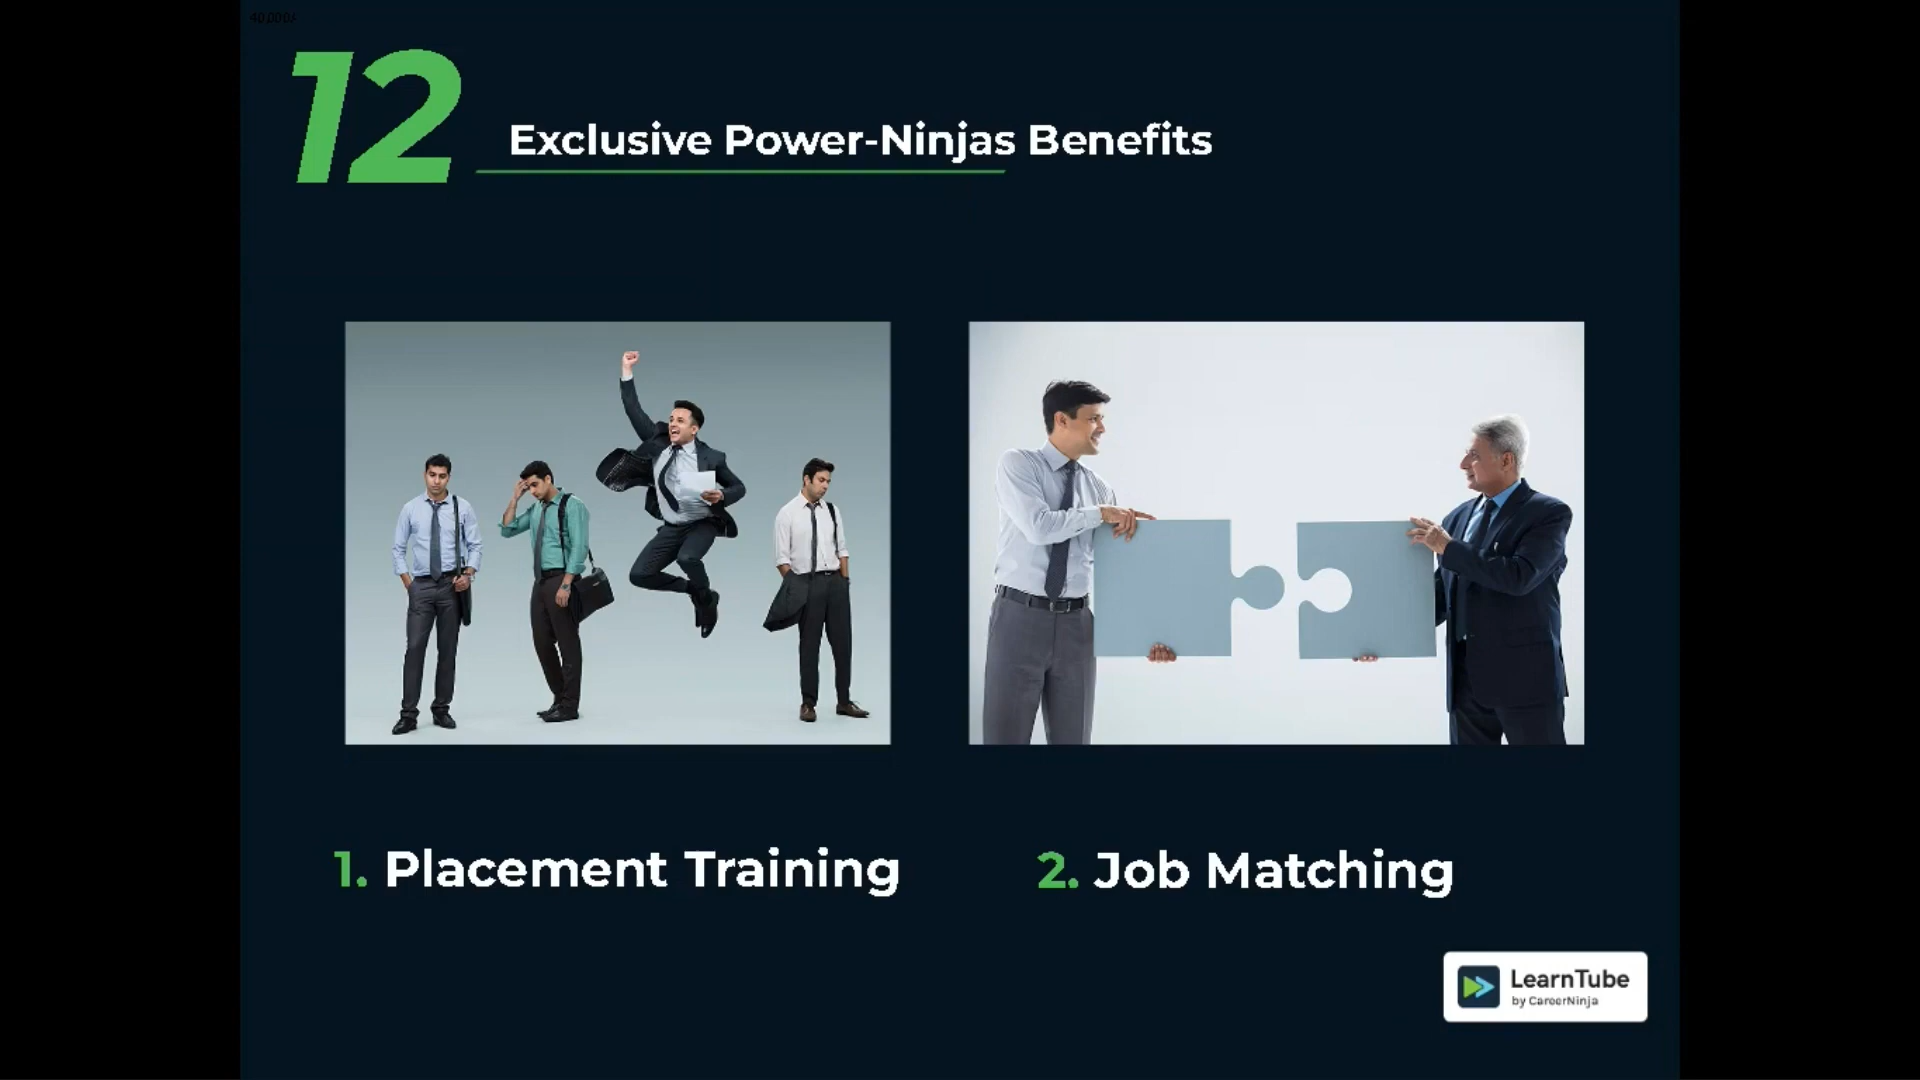 12
Exclusive Power-Ninjas Benefits
1. Placement Training
2. Job Matching
LearnTube
by CareerNinja